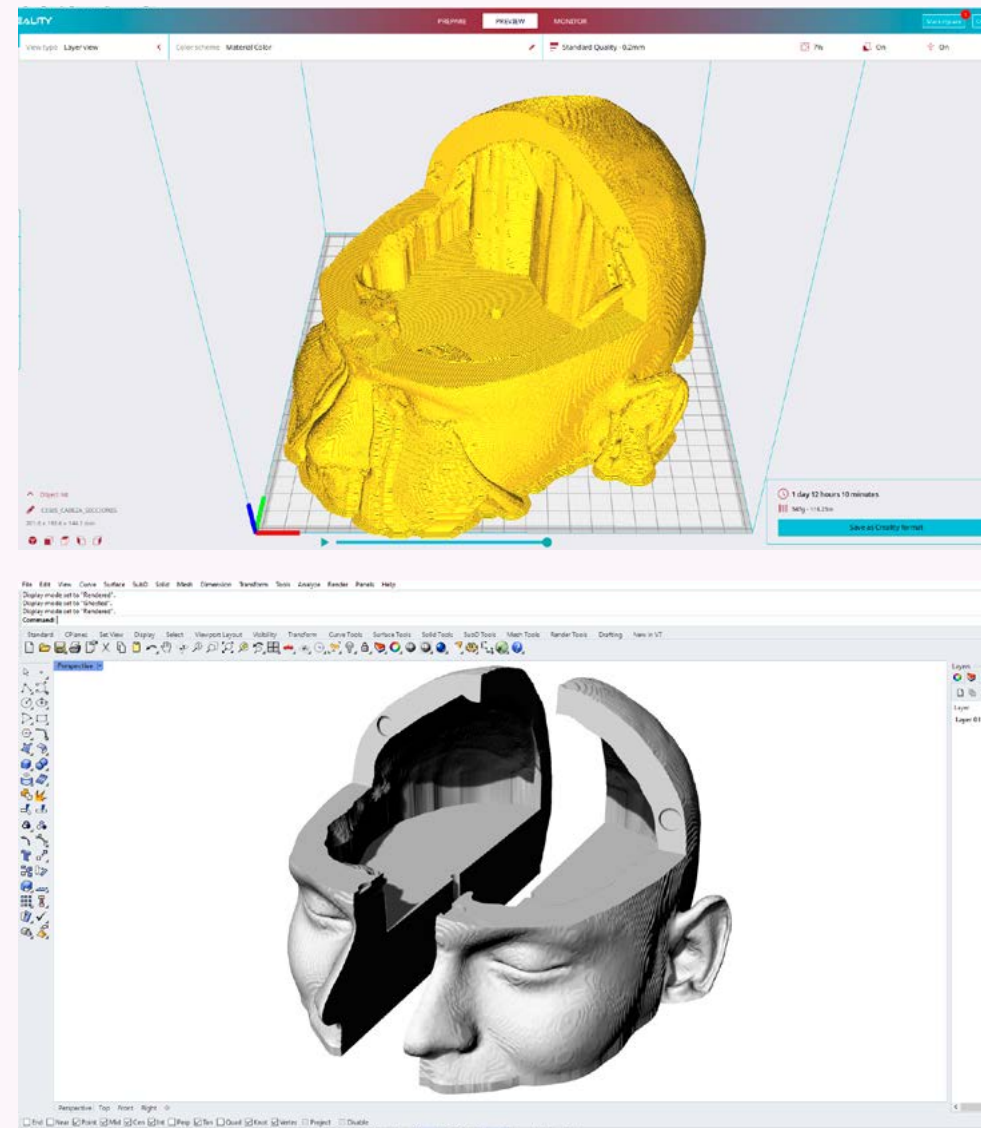 EALITY
PREPARE PREVIEW MONITOR
View type Layer view
Color scheme Material Color
Standard Quality - 0.2mm
7% On On
1 day 12 hours 10 minutes
Save as Creality format
File Edit View Curve Surface SubD Solid Mesh Dimension Transform Tools Analyze Render Panels Help
Display mode set to "Rendered".
Display mode set to "Ghosted".
Display mode set to "Rendered".
Command:
Standard CPlanes Set View Display Select Viewport Layout Visibility Transform Curve Tools Surface Tools Solid Tools SubD Tools Mesh Tools Render Tools Drafting New in V7
Perspective
Layers
Layer
Layer 01
Perspective Top Front Right
End Near Point Mid Cen Int Perp Tan Quad Knot Vertex Project Disable